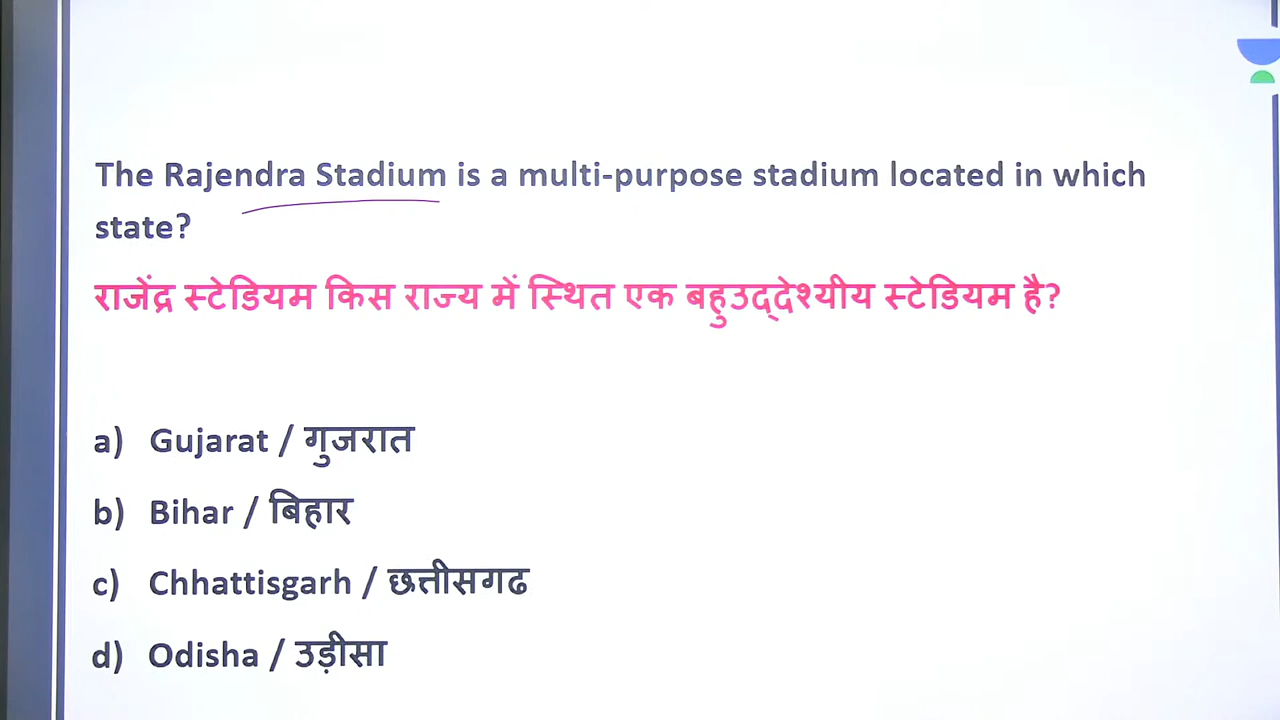 The Rajendra Stadium is a multi-purpose stadium located in which
state?
राजेंद्र स्टेडियम किस राज्य में स्थित एक बहुउद्देश्यीय स्टेडियम है?
a) Gujarat / गुजरात
b) Bihar / बिहार
c) Chhattisgarh / छत्तीसगढ
d) Odisha / उड़ीसा